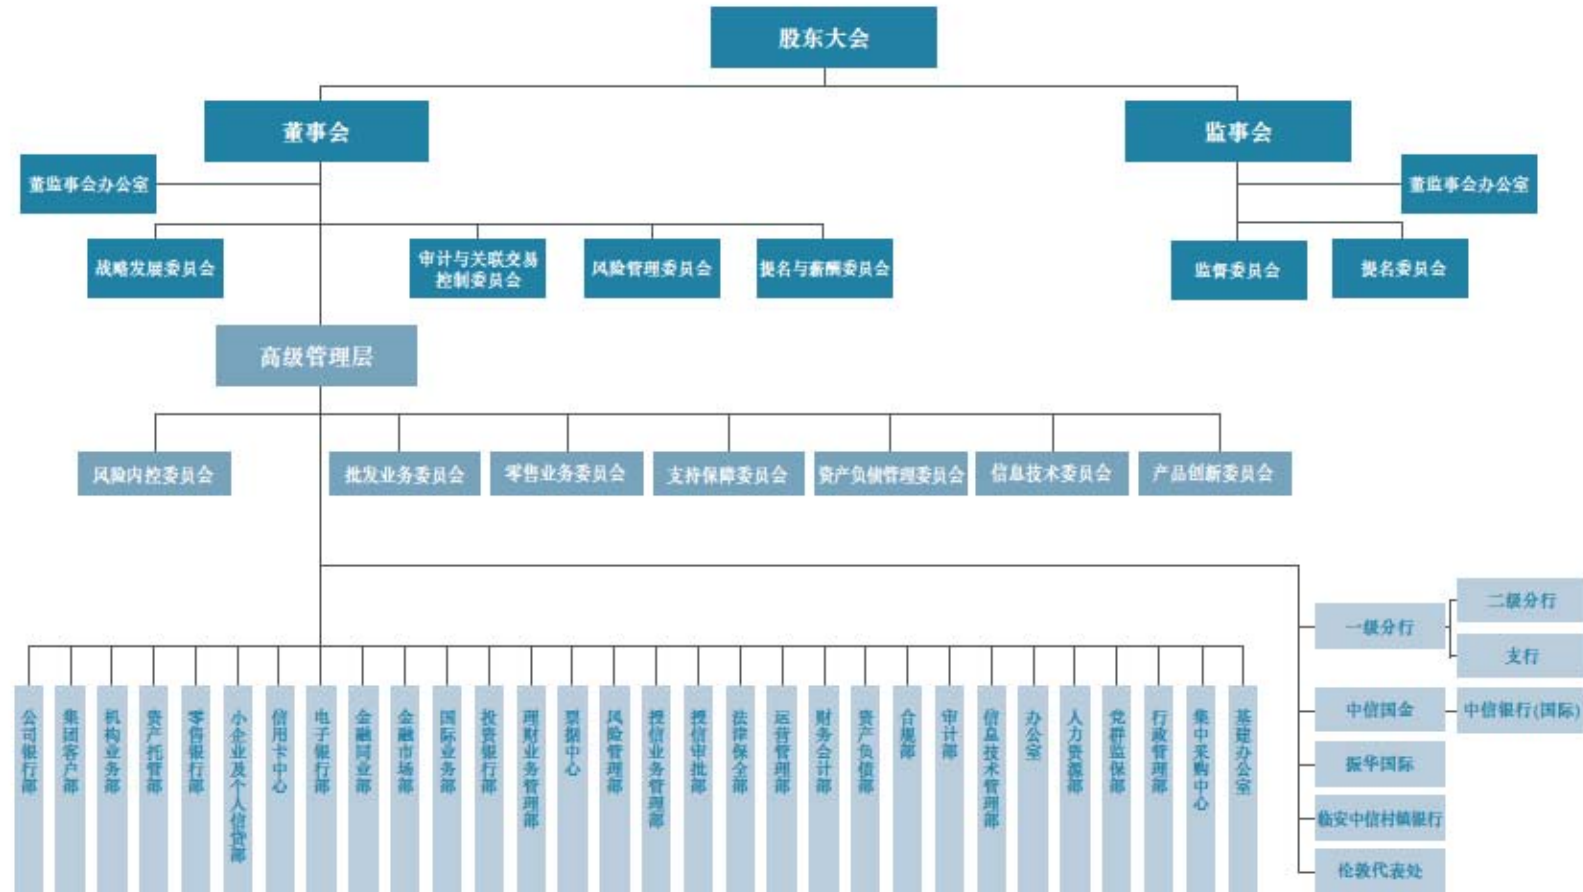 股东大会
董事会
监事会
董监事会办公室
董监事会办公室
战略发展委员会
审计与关联交易
控制委员会
风险管理委员会
提名与薪酬委员会
监督委员会
提名委员会
高级管理层
风险内控委员会
批发业务委员会
零售业务委员会
支持保障委员会
资产负债管理委员会
信息技术委员会
产品创新委员会
一级分行
二级分行
支行
中信国金
中信银行(国际)
振华国际
临安中信村镇银行
伦敦代表处
公司银行部
集团客户部
机构业务部
资产托管部
零售银行部
小企业及个人信贷部
信用卡中心
电子银行部
金融同业部
金融市场部
国际业务部
投资银行部
理财业务管理部
票据中心
风险管理部
授信业务管理部
授信审批部
法律保全部
运营管理部
财务会计部
资产负债部
合规部
审计部
信息技术管理部
办公室
人力资源部
党群监保部
行政管理部
集中采购中心
基建办公室